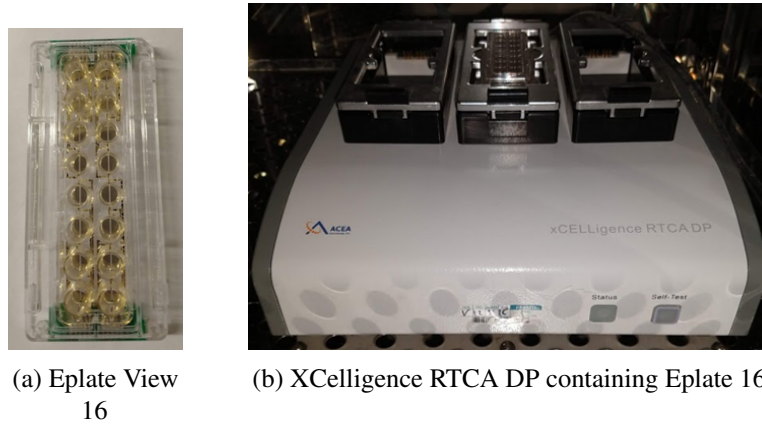 ACEA
xCELLigence RTCA DP
Status
Self-Test
(a) Eplate View
16
(b) XCelligence RTCA DP containing Eplate 16